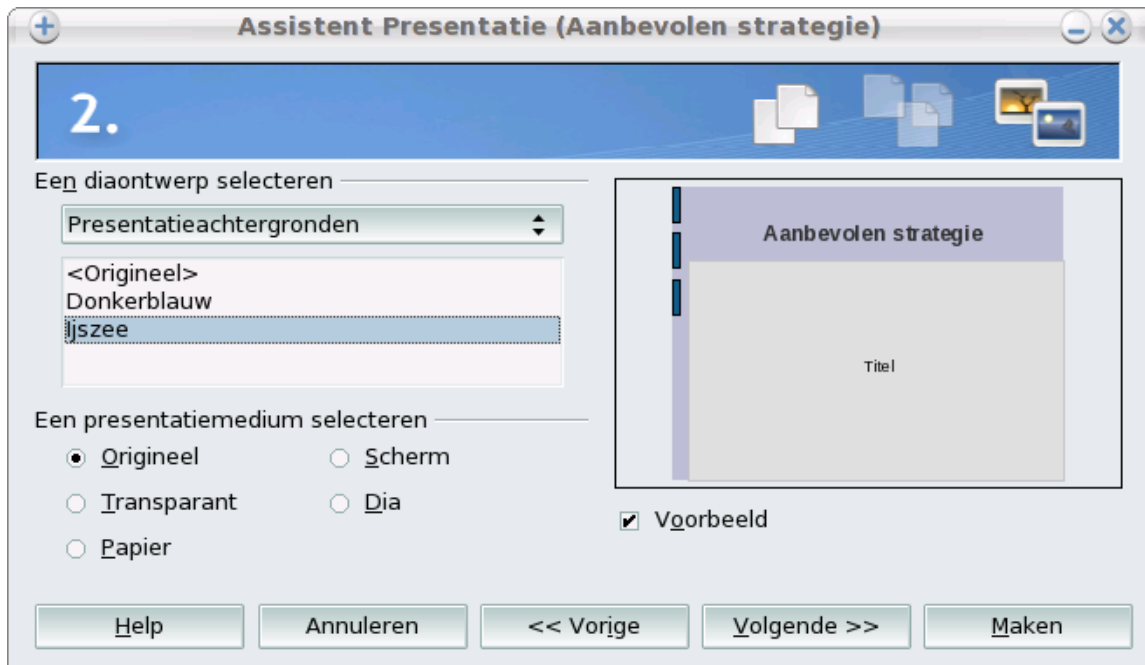 Assistent Presentatie (Aanbevolen strategie)
2.
Een diaontwerp selecteren
Presentatieachtergronden
<Origineel>
Donkerblauw
Ijszee
Een presentatiemedium selecteren
Origineel
Scherm
Transparant
Dia
Papier
Aanbevolen strategie
Titel
Voorbeeld
Help
Annuleren
<< Vorige
Volgende >>
Maken